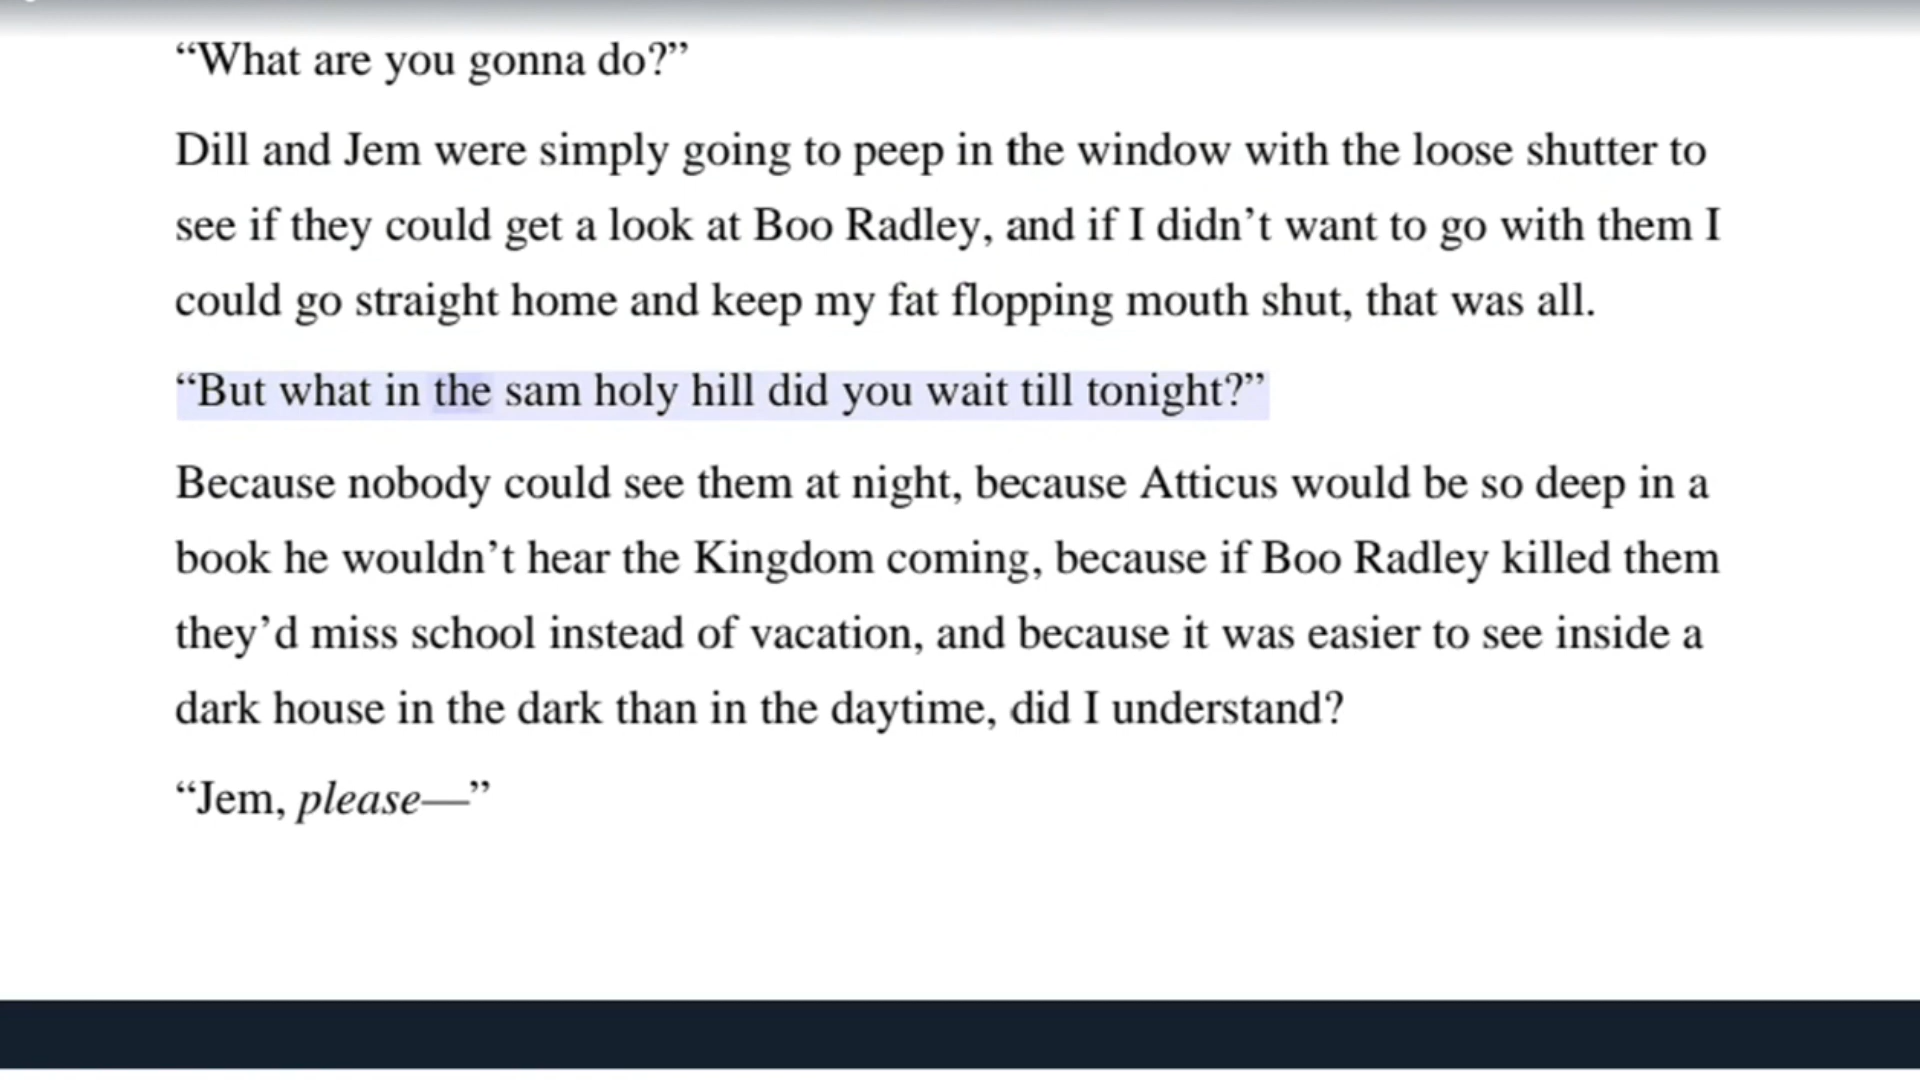 “What are you gonna do?”
Dill and Jem were simply going to peep in the window with the loose shutter to
see if they could get a look at Boo Radley, and if I didn’t want to go with them I
could go straight home and keep my fat flopping mouth shut, that was all.
“But what in the sam holy hill did you wait till tonight?”
Because nobody could see them at night, because Atticus would be so deep in a
book he wouldn’t hear the Kingdom coming, because if Boo Radley killed them
they’d miss school instead of vacation, and because it was easier to see inside a
dark house in the dark than in the daytime, did I understand?
“Jem, please—”